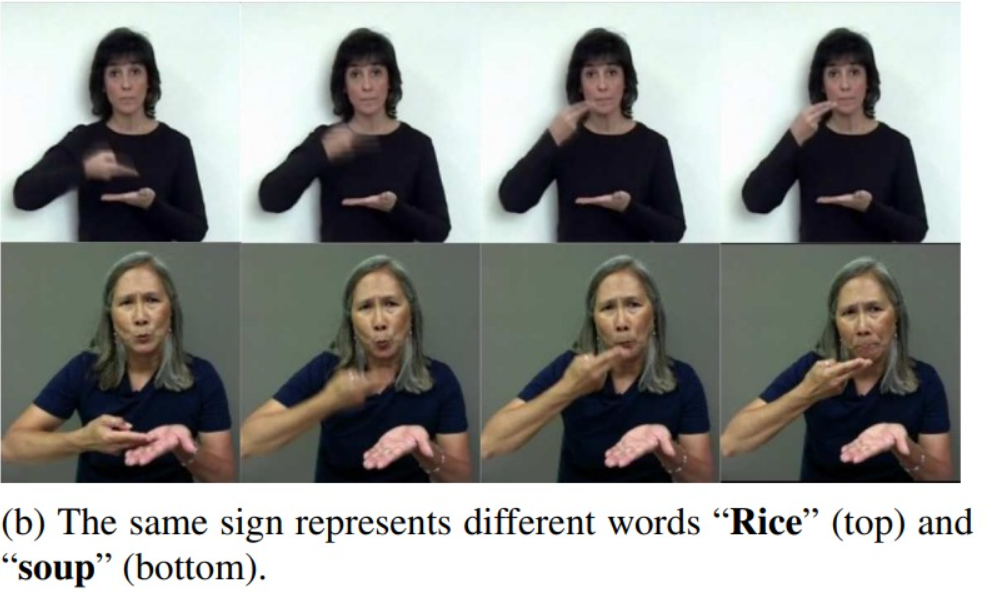 (b) The same sign represents different words “Rice” (top) and
“soup” (bottom).